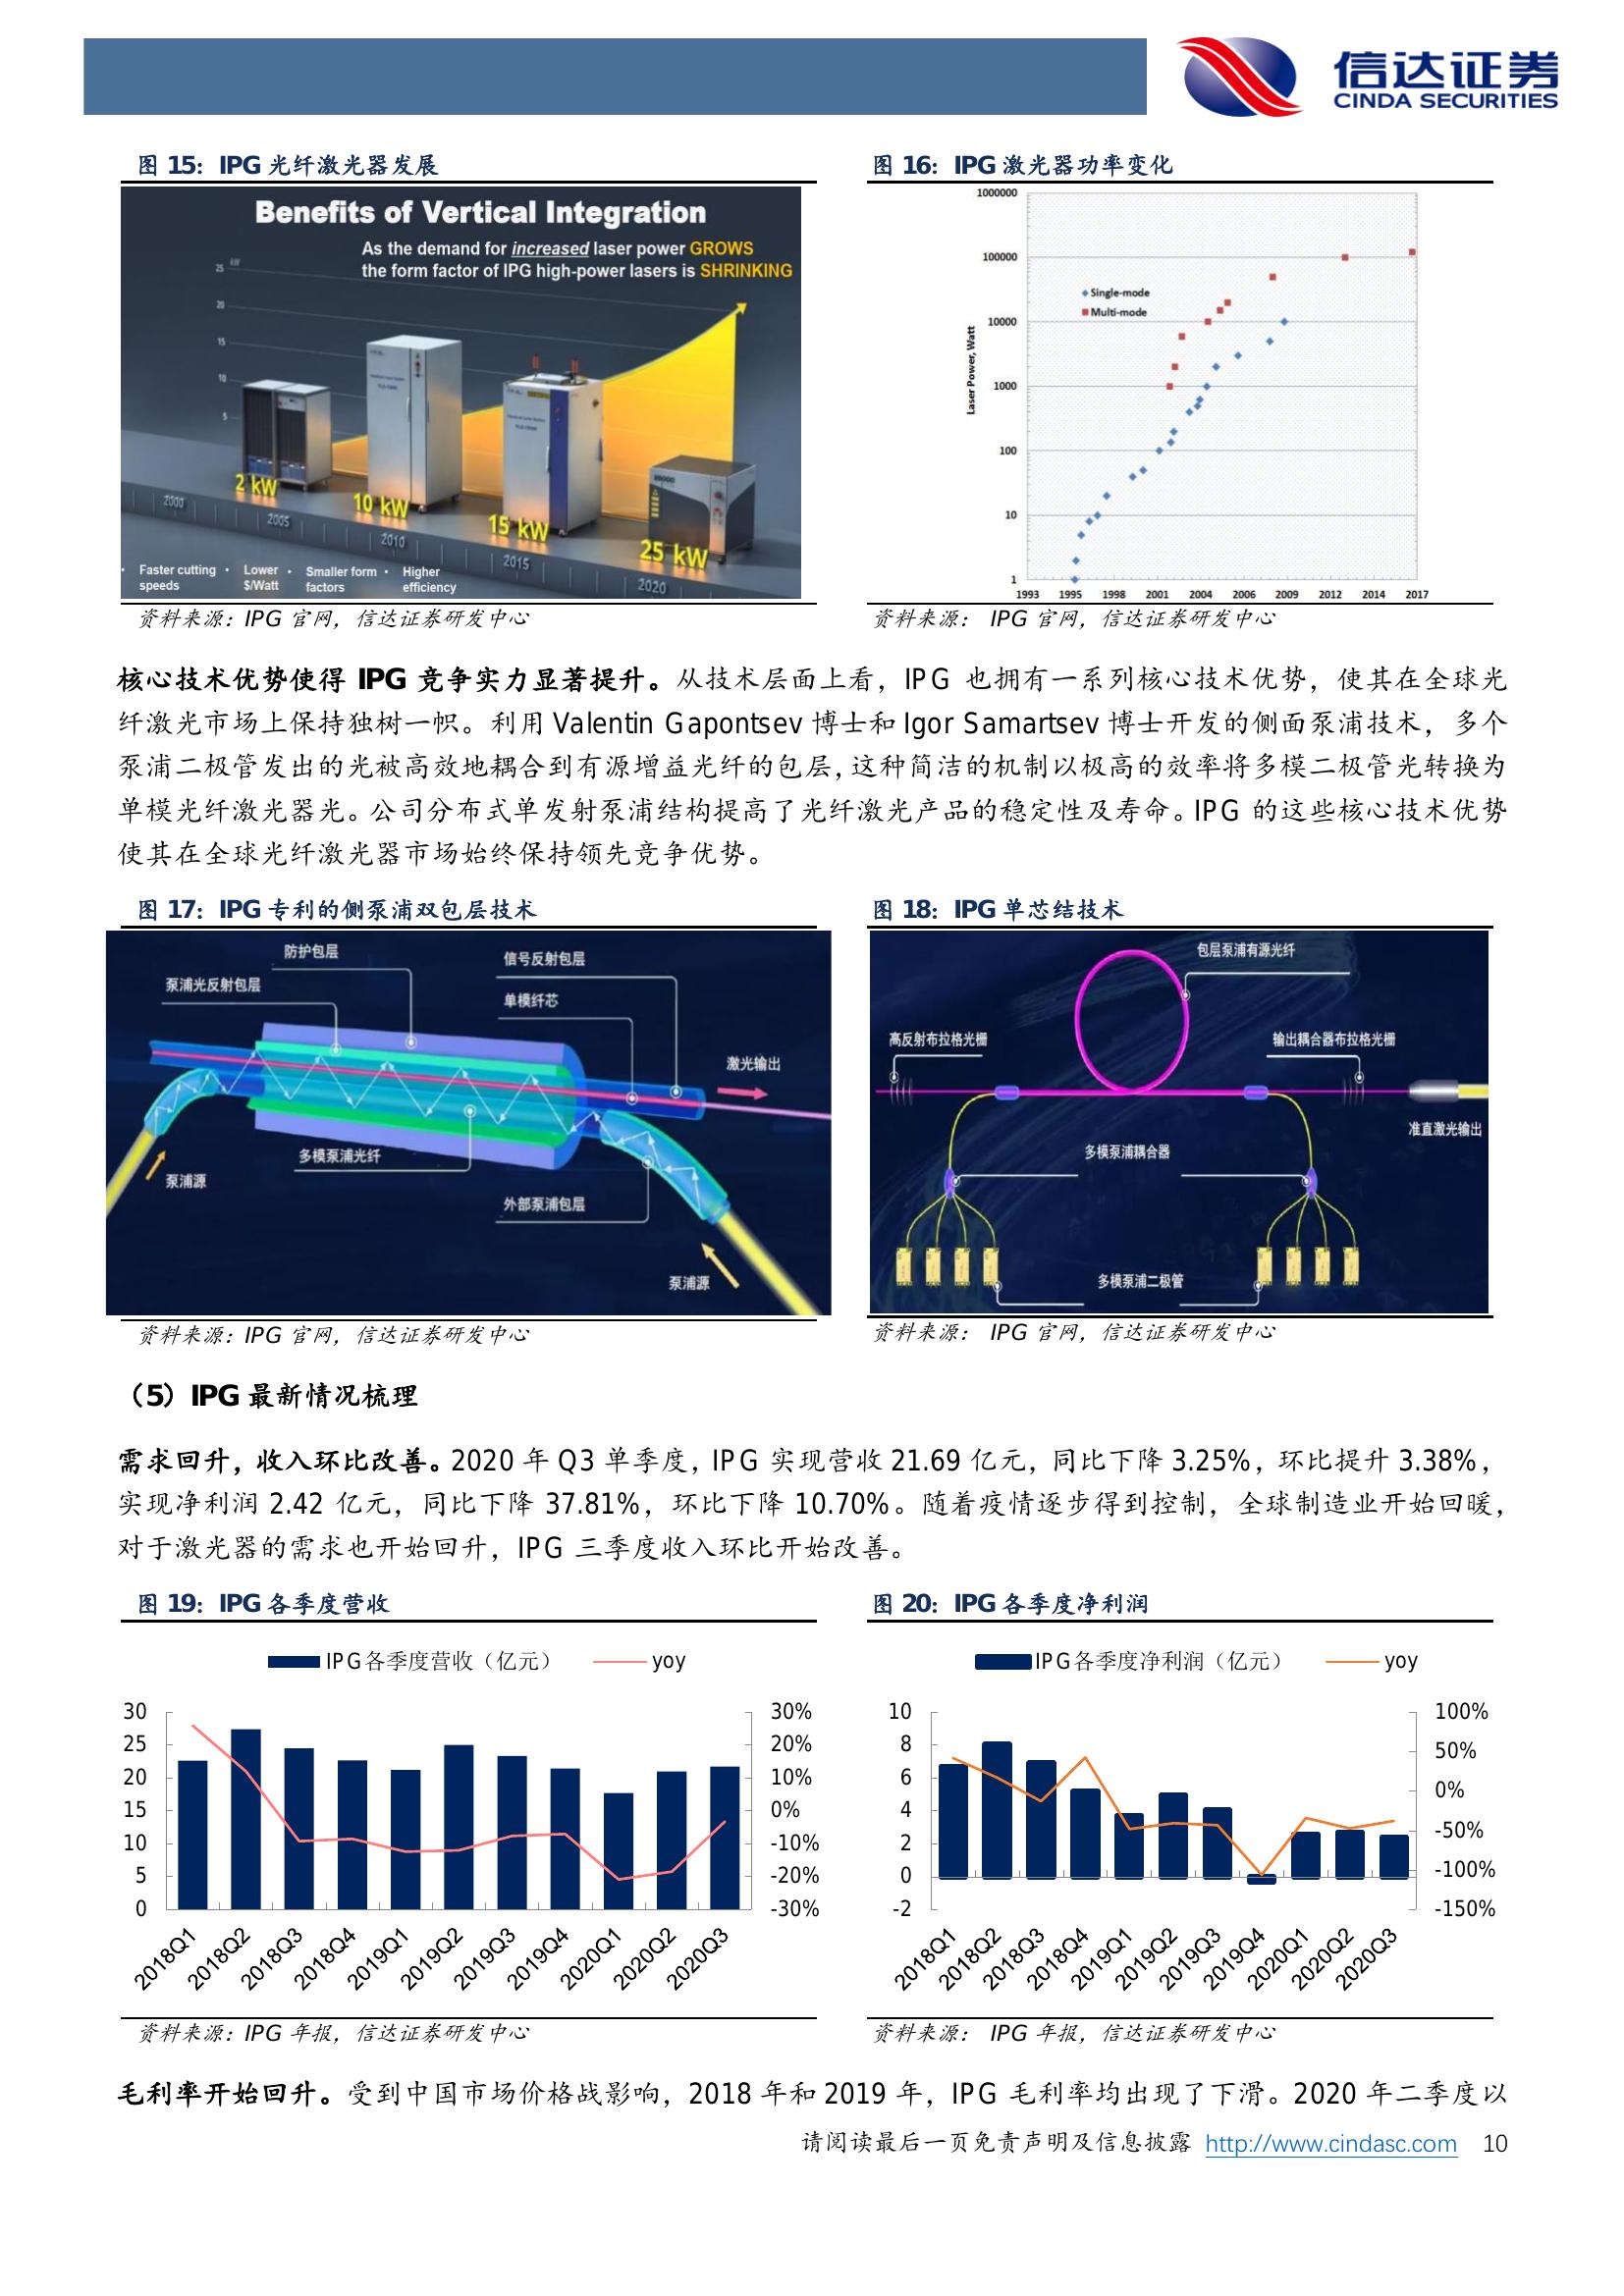 信达证券
CINDA SECURITIES
图 15：IPG 光纤激光器发展
Benefits of Vertical Integration
As the demand for increased laser power GROWS
the form factor of IPG high-power lasers is SHRINKING
kW
25
20
15
10
5
2 kW
10 kW
15 kW
25 kW
2000
2005
2010
2015
2020
• Faster cutting speeds • Lower $/Watt • Smaller form factors • Higher efficiency
资料来源：IPG 官网，信达证券研发中心
图 16：IPG 激光器功率变化
1000000
100000
10000
1000
100
10
1
Laser Power, Watt
Single-mode
Multi-mode
1993 1995 1998 2001 2004 2006 2009 2012 2014 2017
资料来源： IPG 官网，信达证券研发中心
核心技术优势使得 IPG 竞争实力显著提升。从技术层面上看，IPG 也拥有一系列核心技术优势，使其在全球光
纤激光市场上保持独树一帜。利用 Valentin Gapontsev 博士和 Igor Samartsev 博士开发的侧面泵浦技术，多个
泵浦二极管发出的光被高效地耦合到有源增益光纤的包层，这种简洁的机制以极高的效率将多模二极管光转换为
单模光纤激光器光。公司分布式单发射泵浦结构提高了光纤激光产品的稳定性及寿命。IPG 的这些核心技术优势
使其在全球光纤激光器市场始终保持领先竞争优势。
图 17：IPG 专利的侧泵浦双包层技术
防护包层
信号反射包层
泵浦光反射包层
单模纤芯
激光输出
多模泵浦光纤
泵浦源
外部泵浦包层
泵浦源
资料来源：IPG 官网，信达证券研发中心
图 18：IPG 单芯结技术
包层泵浦有源光纤
高反射布拉格光栅
输出耦合器布拉格光栅
准直激光输出
多模泵浦耦合器
多模泵浦二极管
资料来源： IPG 官网，信达证券研发中心
（5）IPG 最新情况梳理
需求回升，收入环比改善。2020 年 Q3 单季度，IPG 实现营收 21.69 亿元，同比下降 3.25%，环比提升 3.38%，
实现净利润 2.42 亿元，同比下降 37.81%，环比下降 10.70%。随着疫情逐步得到控制，全球制造业开始回暖，
对于激光器的需求也开始回升，IPG 三季度收入环比开始改善。
图 19：IPG 各季度营收
IPG各季度营收（亿元） yoy
30 30%
25 20%
20 10%
15 0%
10 -10%
5 -20%
0 -30%
2018Q1 2018Q2 2018Q3 2018Q4 2019Q1 2019Q2 2019Q3 2019Q4 2020Q1 2020Q2 2020Q3
资料来源：IPG 年报，信达证券研发中心
图 20：IPG 各季度净利润
IPG各季度净利润（亿元） yoy
10 100%
8 50%
6 0%
4 -50%
2 -100%
0 -150%
-2
2018Q1 2018Q2 2018Q3 2018Q4 2019Q1 2019Q2 2019Q3 2019Q4 2020Q1 2020Q2 2020Q3
资料来源： IPG 年报，信达证券研发中心
毛利率开始回升。受到中国市场价格战影响，2018 年和 2019 年，IPG 毛利率均出现了下滑。2020 年二季度以
请阅读最后一页免责声明及信息披露 http://www.cindasc.com 10